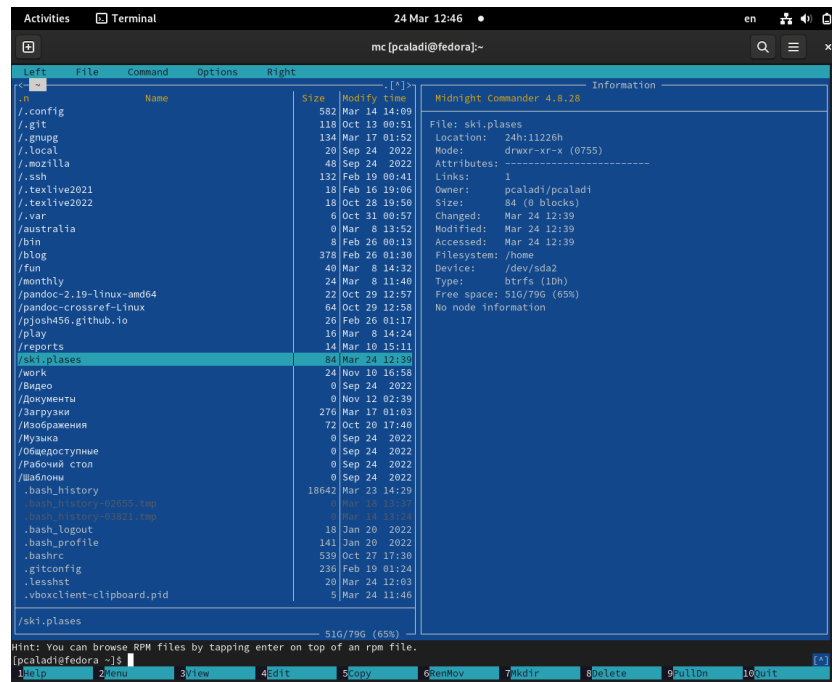 Activities Terminal 24 Mar 12:46 en
mc [pcaladi@fedora]:~
Left File Command Options Right
<─ ~ .[^]>
.n Name Size Modify time
/.config 582 Mar 14 14:09
/.git 118 Oct 13 00:51
/.gnupg 134 Mar 17 01:52
/.local 20 Sep 24 2022
/.mozilla 48 Sep 24 2022
/.ssh 132 Feb 19 00:41
/.texlive2021 18 Feb 16 19:06
/.texlive2022 18 Oct 28 19:50
/.var 6 Oct 31 00:57
/australia 0 Mar 8 13:52
/bin 8 Feb 26 00:13
/blog 378 Feb 26 01:30
/fun 40 Mar 8 14:32
/monthly 24 Mar 8 11:40
/pandoc-2.19-linux-amd64 22 Oct 29 12:57
/pandoc-crossref-Linux 64 Oct 29 12:58
/pjosh456.github.io 26 Feb 26 01:17
/play 16 Mar 8 14:24
/reports 14 Mar 10 15:11
/ski.plases 84 Mar 24 12:39
/work 24 Nov 10 16:58
/Видео 0 Sep 24 2022
/Документы 0 Nov 12 02:39
/Загрузки 276 Mar 17 01:03
/Изображения 72 Oct 20 17:40
/Музыка 0 Sep 24 2022
/Общедоступные 0 Sep 24 2022
/Рабочий стол 0 Sep 24 2022
/Шаблоны 0 Sep 24 2022
.bash_history 18642 Mar 23 14:29
.bash_history-02655.tmp 0 Mar 18 13:37
.bash_history-03821.tmp 0 Mar 14 13:24
.bash_logout 18 Jan 20 2022
.bash_profile 141 Jan 20 2022
.bashrc 539 Oct 27 17:30
.gitconfig 236 Feb 19 01:24
.lesshst 20 Mar 24 12:03
.vboxclient-clipboard.pid 5 Mar 24 11:46
/ski.plases
51G/79G (65%)
Information
Midnight Commander 4.8.28
File: ski.plases
Location: 24h:11226h
Mode: drwxr-xr-x (0755)
Attributes: --------------------------
Links: 1
Owner: pcaladi/pcaladi
Size: 84 (0 blocks)
Changed: Mar 24 12:39
Modified: Mar 24 12:39
Accessed: Mar 24 12:39
Filesystem: /home
Device: /dev/sda2
Type: btrfs (1Dh)
Free space: 51G/79G (65%)
No node information
Hint: You can browse RPM files by tapping enter on top of an rpm file.
[pcaladi@fedora ~]$ [^]
1Help 2Menu 3View 4Edit 5Copy 6RenMov 7Mkdir 8Delete 9PullDn 10Quit